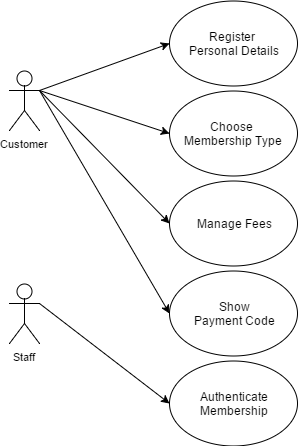 Register
Personal Details
Customer
Choose
Membership Type
Manage Fees
Show
Payment Code
Staff
Authenticate
Membership